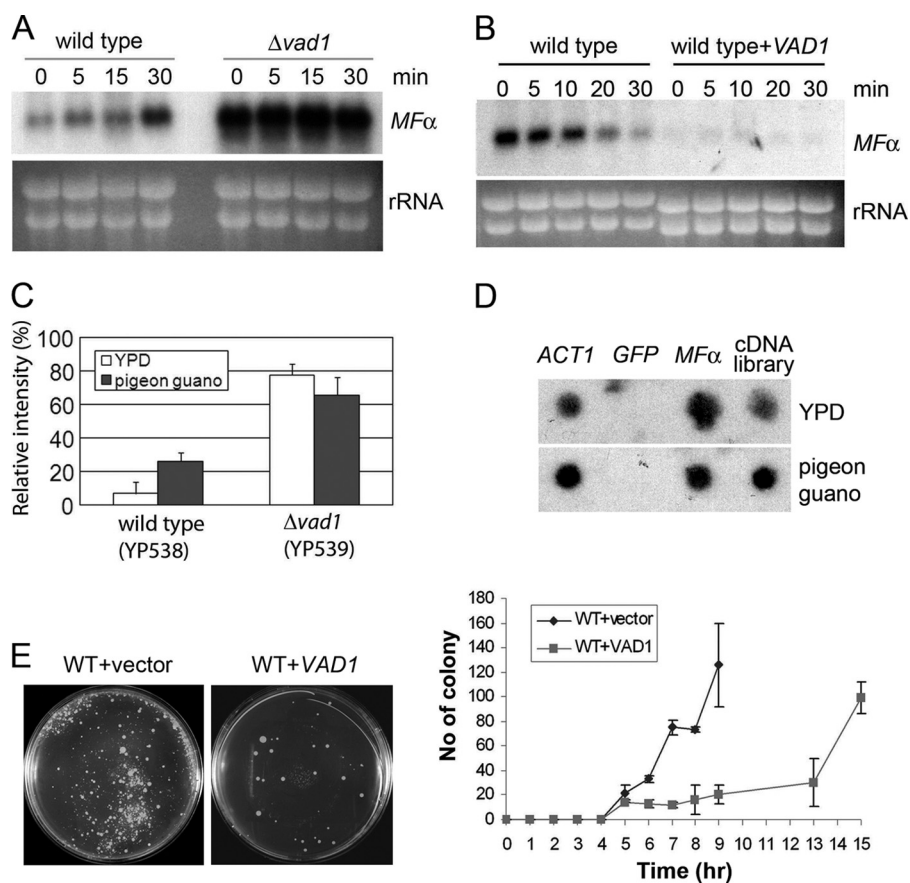 A
wild type
Δvad1
0 5 15 30 0 5 15 30 min
MFα
rRNA
B
wild type
wild type+VAD1
0 5 10 20 30 0 5 10 20 30 min
MFα
rRNA
C
Relative intensity (%)
100
80
60
40
20
0
YPD
pigeon guano
wild type
(YP538)
Δvad1
(YP539)
D
ACT1 GFP MFα cDNA
library
YPD
pigeon
guano
E
WT+vector
WT+VAD1
No of colony
180
160
140
120
100
80
60
40
20
0
WT+vector
WT+VAD1
0 1 2 3 4 5 6 7 8 9 13 14 15
Time (hr)